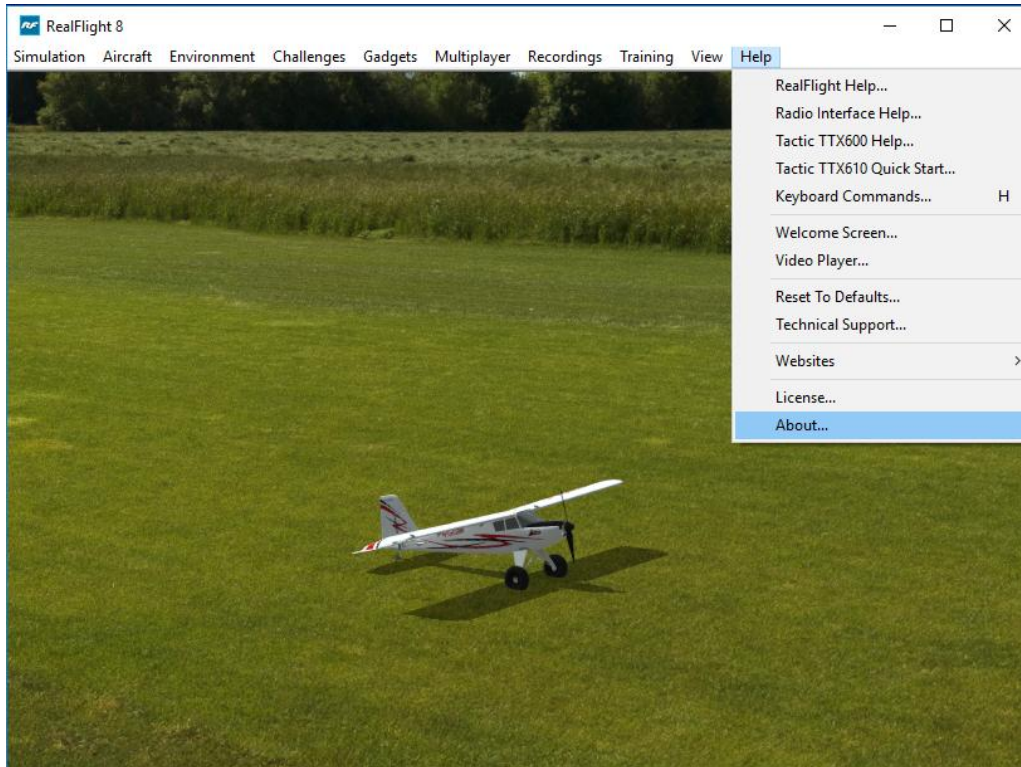 RealFlight 8
Simulation Aircraft Environment Challenges Gadgets Multiplayer Recordings Training View Help
RealFlight Help...
Radio Interface Help...
Tactic TTX600 Help...
Tactic TTX610 Quick Start...
Keyboard Commands... H
Welcome Screen...
Video Player...
Reset To Defaults...
Technical Support...
Websites
License...
About...